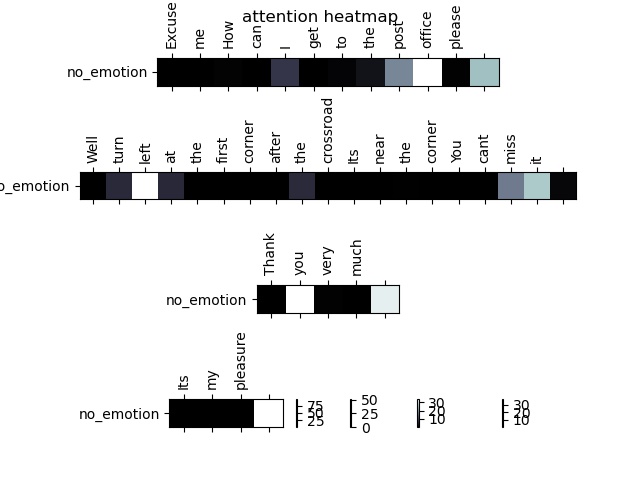 attention heatmap
Excuse me How can I get to the post office please
no_emotion
Well turn left at the first corner after the crossroad Its near the corner You cant miss it
no_emotion
Thank you very much
no_emotion
Its my pleasure
no_emotion
75 50 25
50 25 0
30 20 10
30 20 10